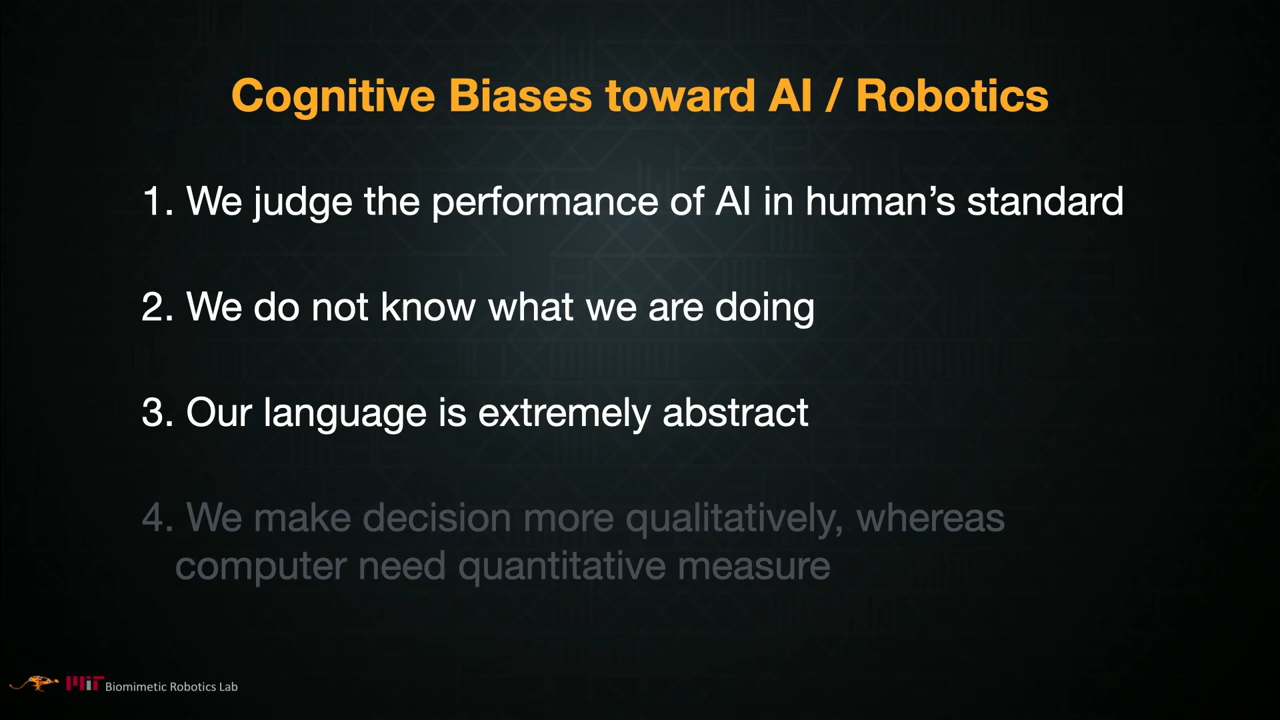 Cognitive Biases toward AI / Robotics
1. We judge the performance of AI in human’s standard
2. We do not know what we are doing
3. Our language is extremely abstract
4. We make decision more qualitatively, whereas
computer need quantitative measure
MIT Biomimetic Robotics Lab